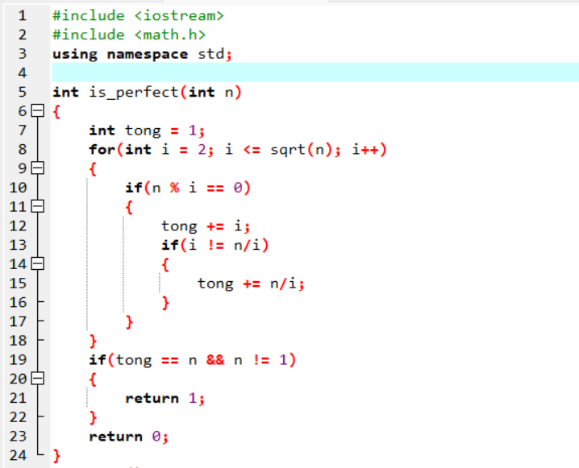 1 #include <iostream>
2 #include <math.h>
3 using namespace std;
4
5 int is_perfect(int n)
6 {
7     int tong = 1;
8     for(int i = 2; i <= sqrt(n); i++)
9     {
10         if(n % i == 0)
11         {
12             tong += i;
13             if(i != n/i)
14             {
15                 tong += n/i;
16             }
17         }
18     }
19     if(tong == n && n != 1)
20     {
21         return 1;
22     }
23     return 0;
24 }